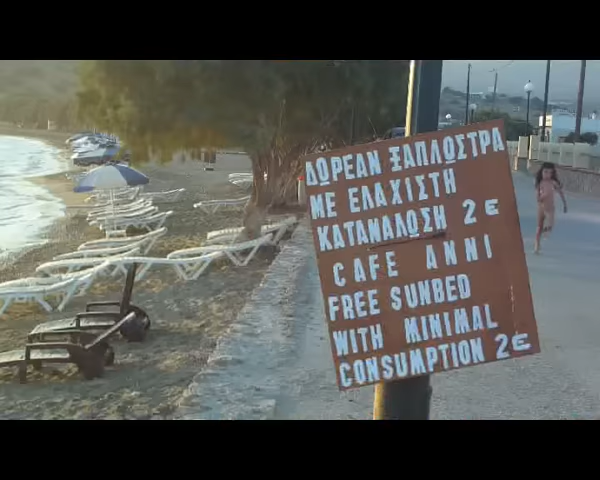 ΔΩΡΕΑΝ ΞΑΠΛΩΣΤΡΑ
ΜΕ ΕΛΑΧΙΣΤΗ
ΚΑΤΑΝΑΛΩΣΗ 2€
CAFE ANNI
FREE SUNBED
WITH MINIMAL
CONSUMPTION 2€